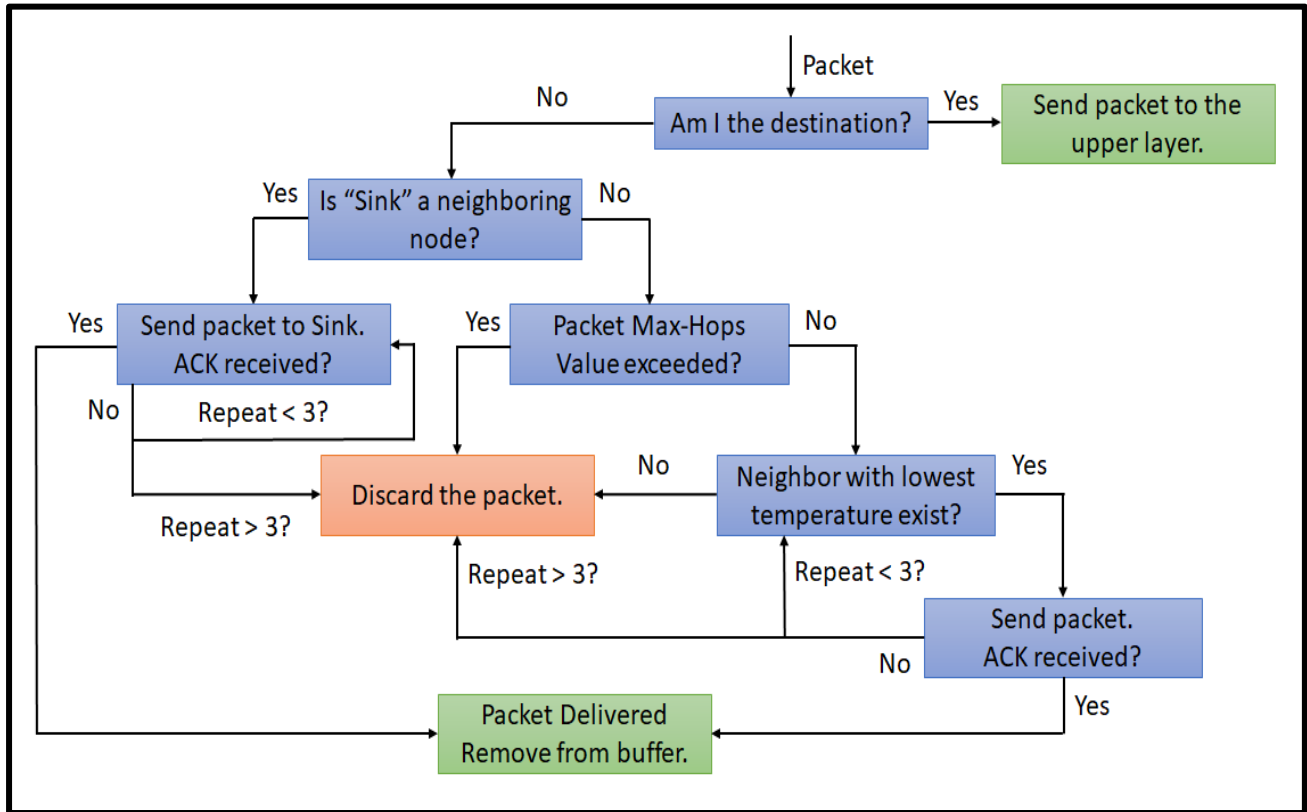 Packet
No
Am I the destination?
Yes
Send packet to the
upper layer.
Yes
Is “Sink” a neighboring
node?
No
Yes
Send packet to Sink.
ACK received?
Yes
Packet Max-Hops
Value exceeded?
No
No
Repeat < 3?
Discard the packet.
No
Neighbor with lowest
temperature exist?
Yes
Repeat > 3?
Repeat > 3?
Repeat < 3?
Send packet.
ACK received?
No
Yes
Packet Delivered
Remove from buffer.